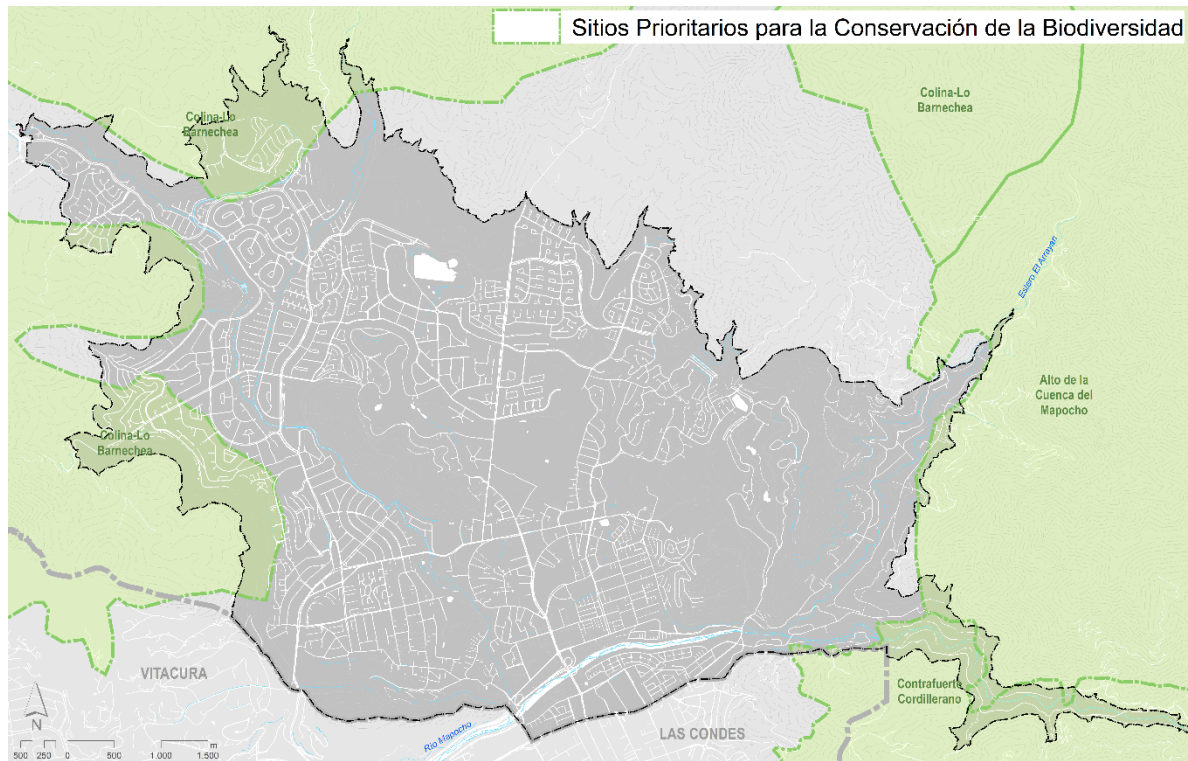 Sitios Prioritarios para la Conservación de la Biodiversidad
Colina-Lo
Barnechea
Colina-Lo
Barnechea
Estero El Arrayan
Alto de la
Cuenca del
Mapocho
Colina-Lo
Barnechea
Contrafuerte
Cordillerano
VITACURA
LAS CONDES
Río Mapocho
N
500 250 0 500 1.000 1.500
m